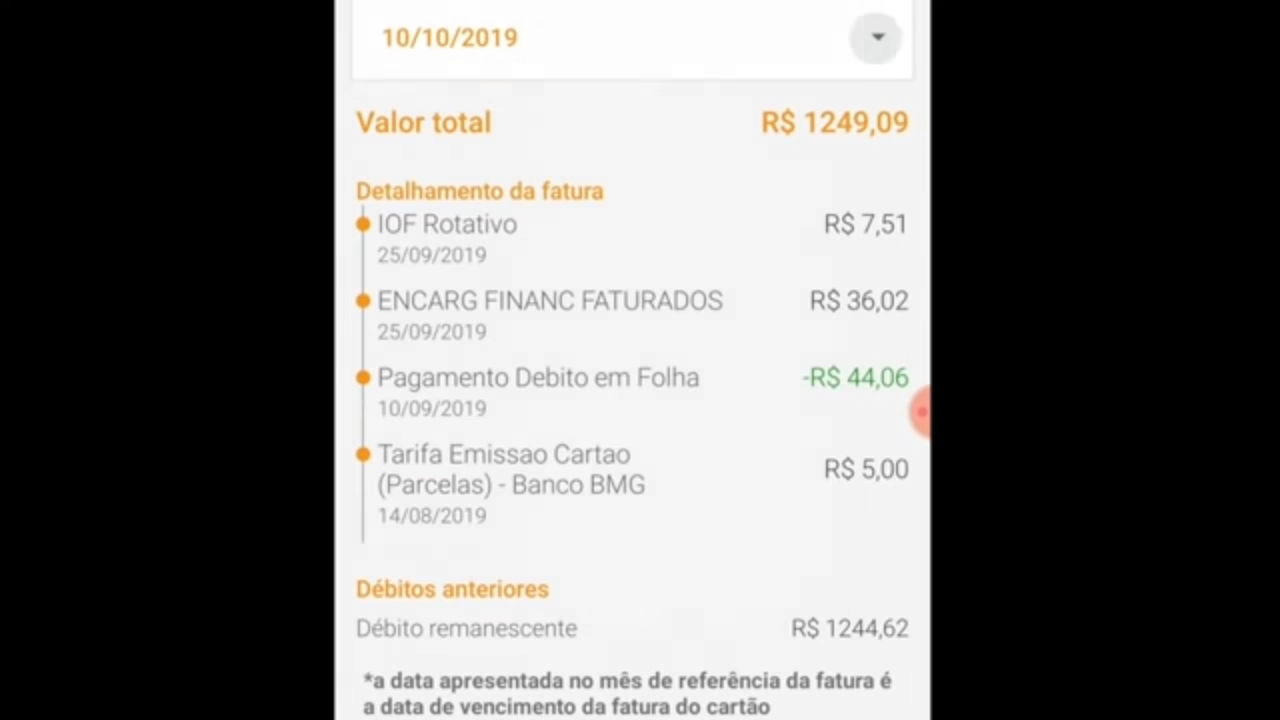 10/10/2019
Valor total R$ 1249,09
Detalhamento da fatura
IOF Rotativo R$ 7,51
25/09/2019
ENCARG FINANC FATURADOS R$ 36,02
25/09/2019
Pagamento Debito em Folha -R$ 44,06
10/09/2019
Tarifa Emissao Cartao
(Parcelas) - Banco BMG R$ 5,00
14/08/2019
Débitos anteriores
Débito remanescente R$ 1244,62
*a data apresentada no mês de referência da fatura é
a data de vencimento da fatura do cartão